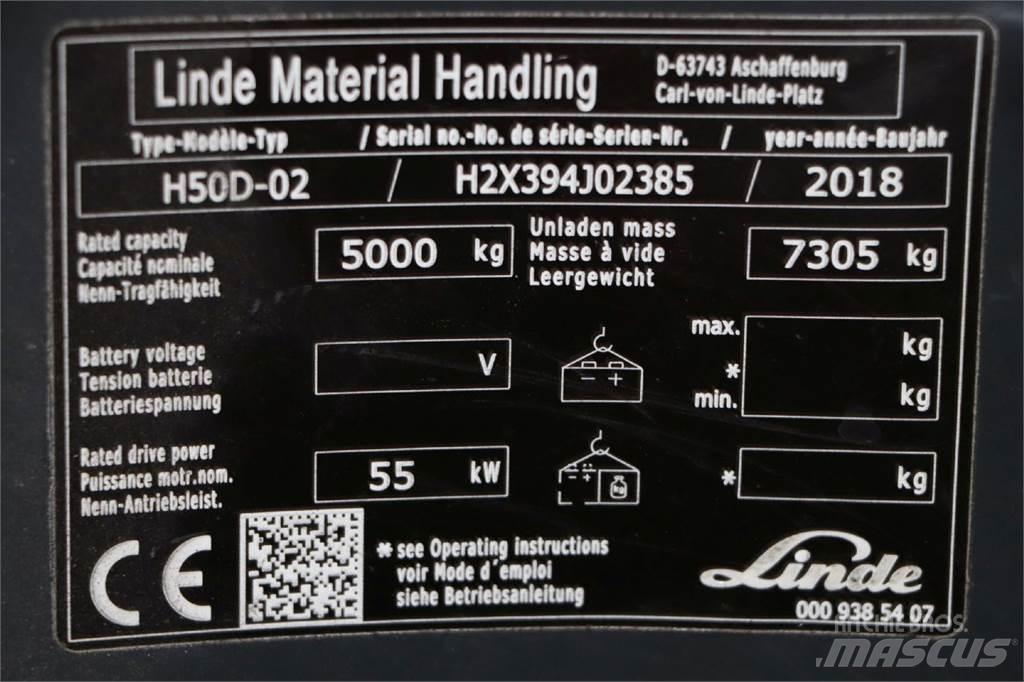 Linde Material Handling
D-63743 Aschaffenburg
Carl-von-Linde-Platz
Type-Modèle-Typ / Serial no.-No. de série-Serien-Nr. / year-année-Baujahr
H50D-02 / H2X394J02385 / 2018
Rated capacity
Capacité nominale
Nenn-Tragfähigkeit
5000 kg
Unladen mass
Masse à vide
Leergewicht
7305 kg
Battery voltage
Tension batterie
Batteriespannung
V
- +
max. kg
*
min. kg
Rated drive power
Puissance motr.nom.
Nenn-Antriebsleist.
55 kW
kg
* kg
CE
* see Operating instructions
voir Mode d'emploi
siehe Betriebsanleitung
Linde
000 938 54 07
RITCHIE BROS.
MASCUS